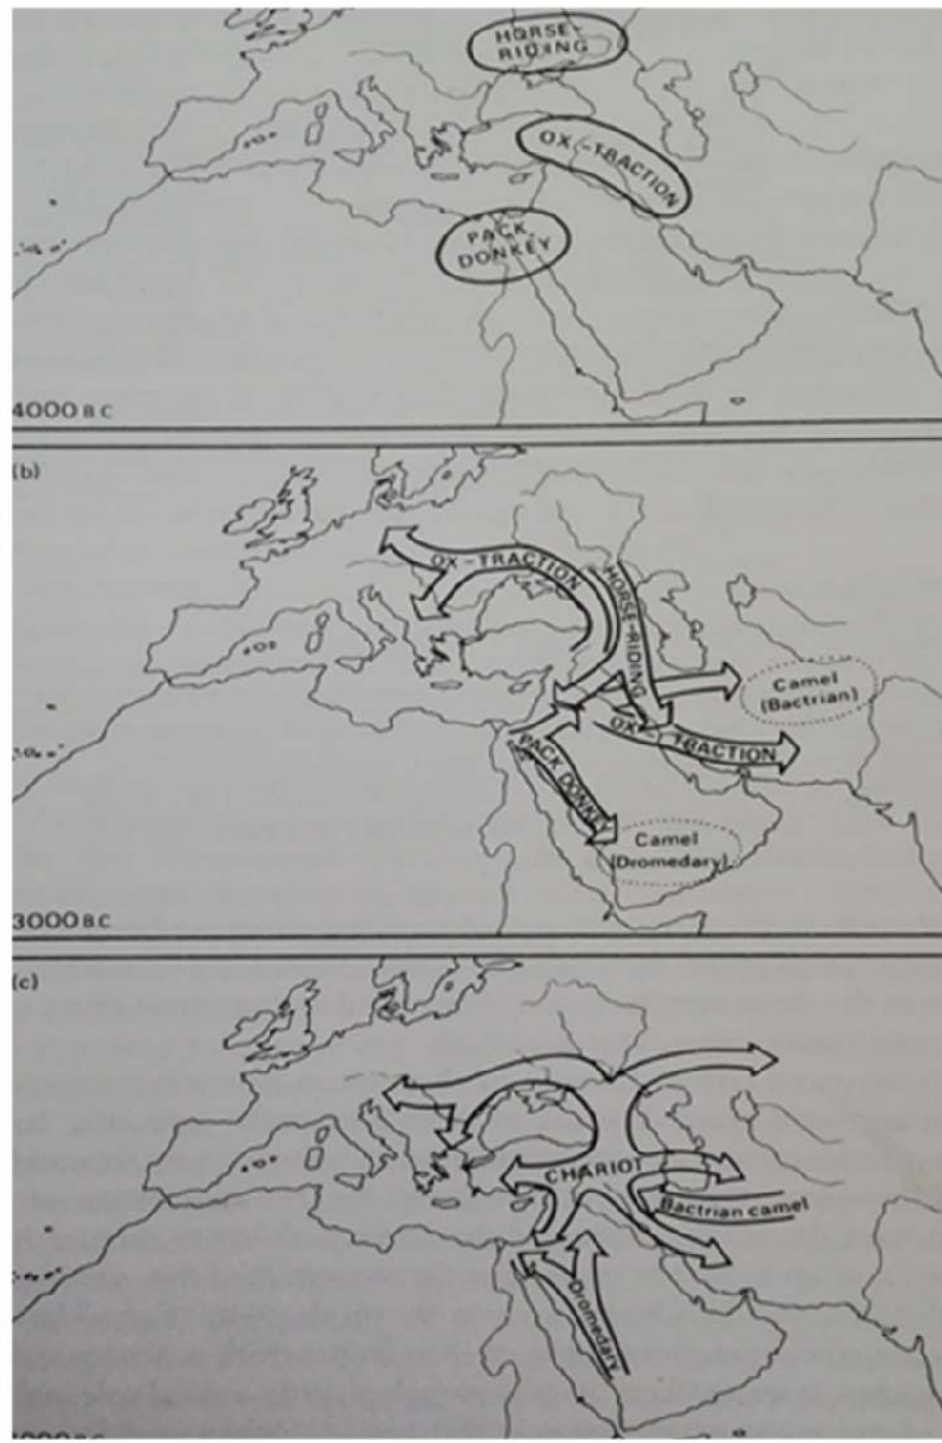 HORSE-
RIDING
OX-TRACTION
PACK
DONKEY
4000 B C
(b)
OX-TRACTION
HORSE-RIDING
Camel
(Bactrian)
OX-TRACTION
PACK DONKEY
Camel
(Dromedary)
3000 B.C
(c)
CHARIOT
Bactrian camel
Dromedary